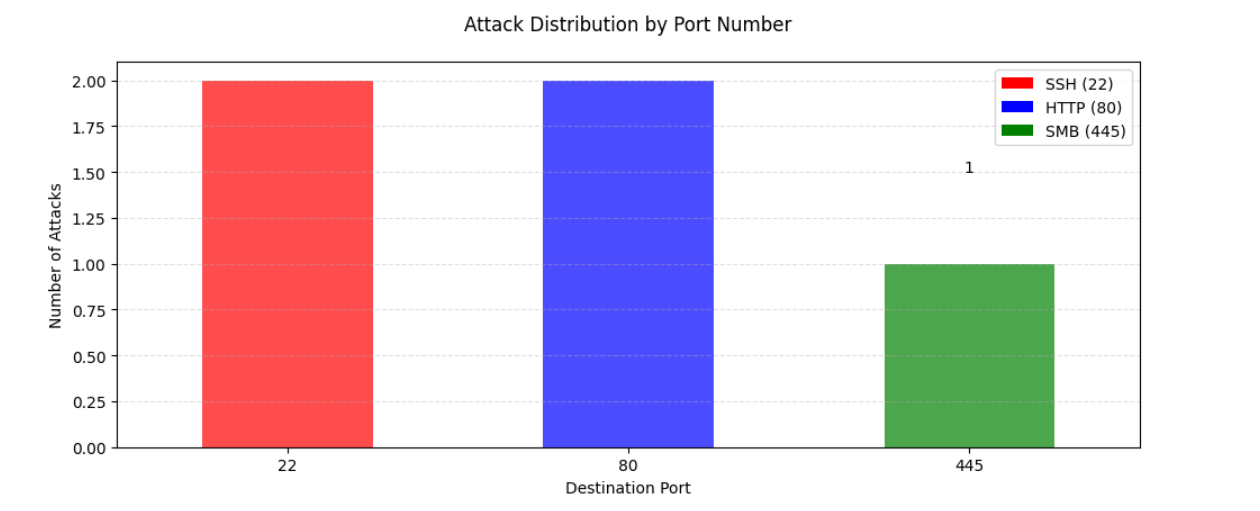 Attack Distribution by Port Number
Number of Attacks
2.00
1.75
1.50
1.25
1.00
0.75
0.50
0.25
0.00
SSH (22)
HTTP (80)
SMB (445)
1
22
80
445
Destination Port